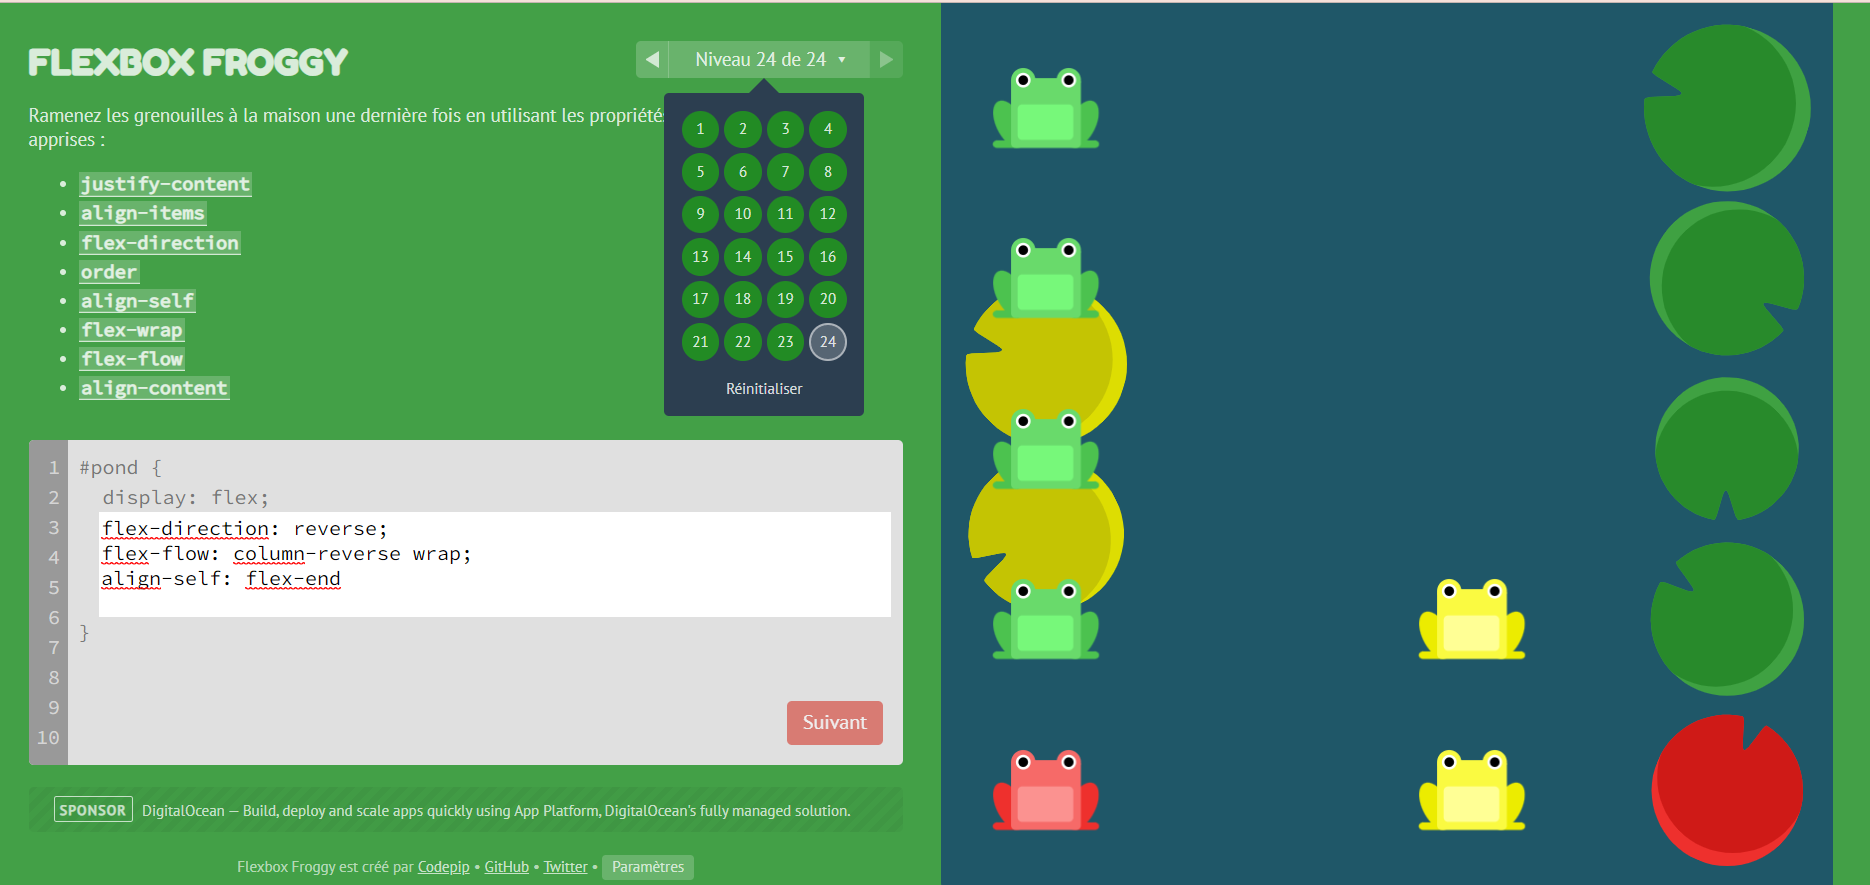 FLEXBOX FROGGY
◀ Niveau 24 de 24 ▼ ▶
Ramenez les grenouilles à la maison une dernière fois en utilisant les propriétés
apprises :
• justify-content
• align-items
• flex-direction
• order
• align-self
• flex-wrap
• flex-flow
• align-content
1 2 3 4
5 6 7 8
9 10 11 12
13 14 15 16
17 18 19 20
21 22 23 24
Réinitialiser
1 #pond {
2 display: flex;
3 flex-direction: reverse;
4 flex-flow: column-reverse wrap;
5 align-self: flex-end
6 }
7
8
9
10
Suivant
SPONSOR DigitalOcean — Build, deploy and scale apps quickly using App Platform, DigitalOcean's fully managed solution.
Flexbox Froggy est créé par Codepip • GitHub • Twitter • Paramètres